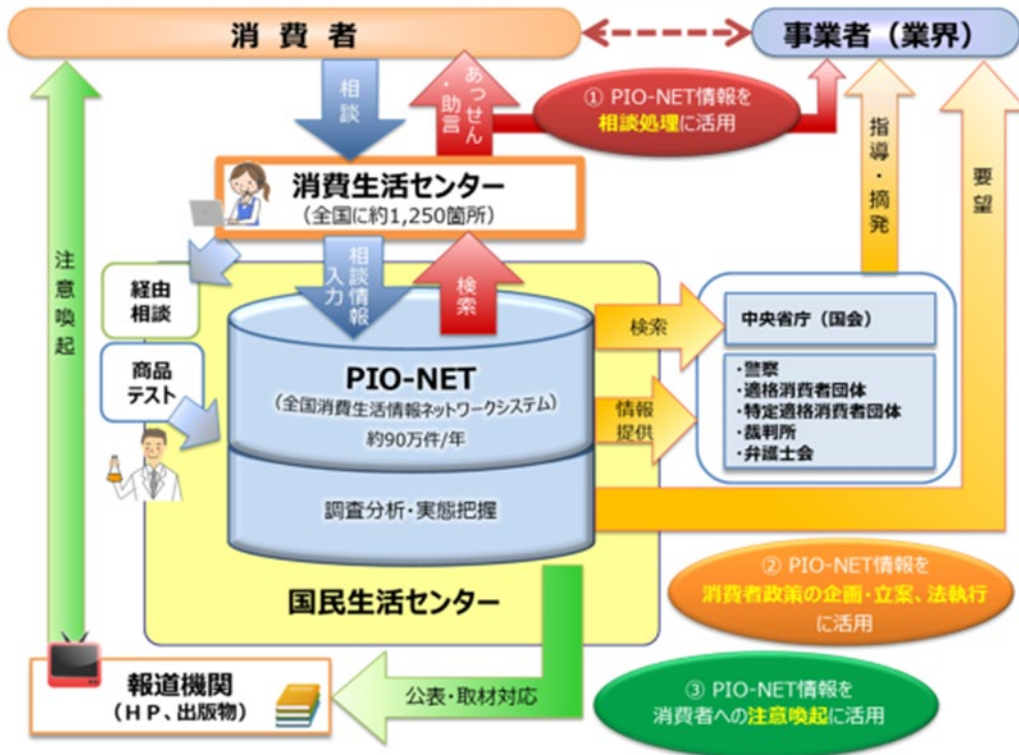 消費者
事業者（業界）
相談
あっせん
・助言
① PIO-NET情報を
相談処理に活用
指導・摘発
要望
消費生活センター
（全国に約1,250箇所）
注意喚起
経由
相談
相談情報
入力
検索
商品
テスト
PIO-NET
（全国消費生活情報ネットワークシステム）
約90万件/年
検索
情報
提供
中央省庁（国会）
・警察
・適格消費者団体
・特定適格消費者団体
・裁判所
・弁護士会
調査分析・実態把握
国民生活センター
② PIO-NET情報を
消費者政策の企画・立案、法執行
に活用
報道機関
（ＨＰ、出版物）
公表・取材対応
③ PIO-NET情報を
消費者への注意喚起に活用